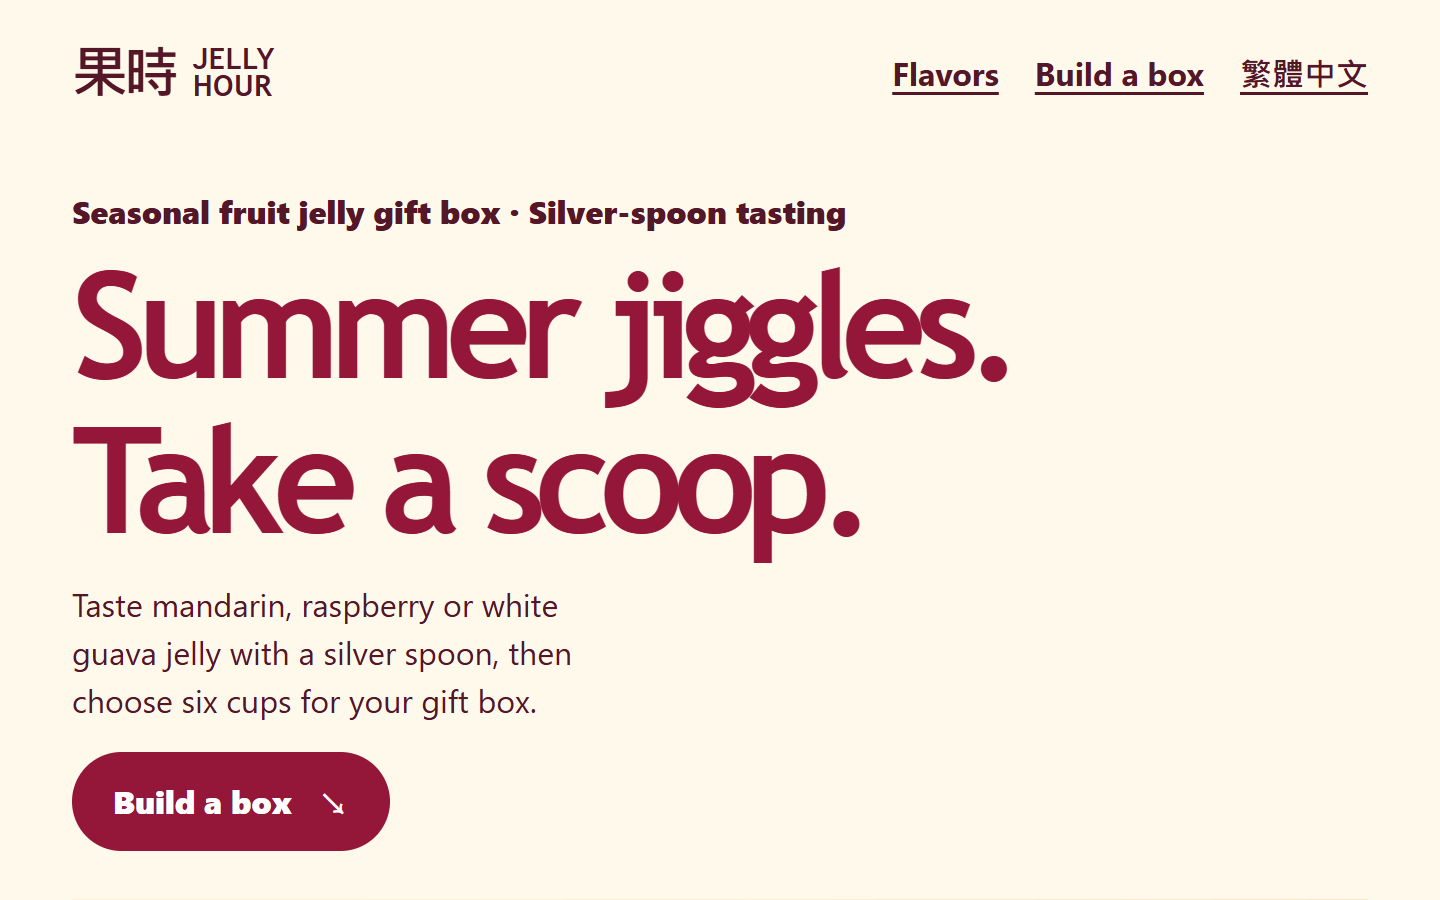 果時 JELLY
HOUR
Flavors
Build a box
繁體中文
Seasonal fruit jelly gift box · Silver-spoon tasting
Summer jiggles.
Take a scoop.
Taste mandarin, raspberry or white
guava jelly with a silver spoon, then
choose six cups for your gift box.
Build a box ↘